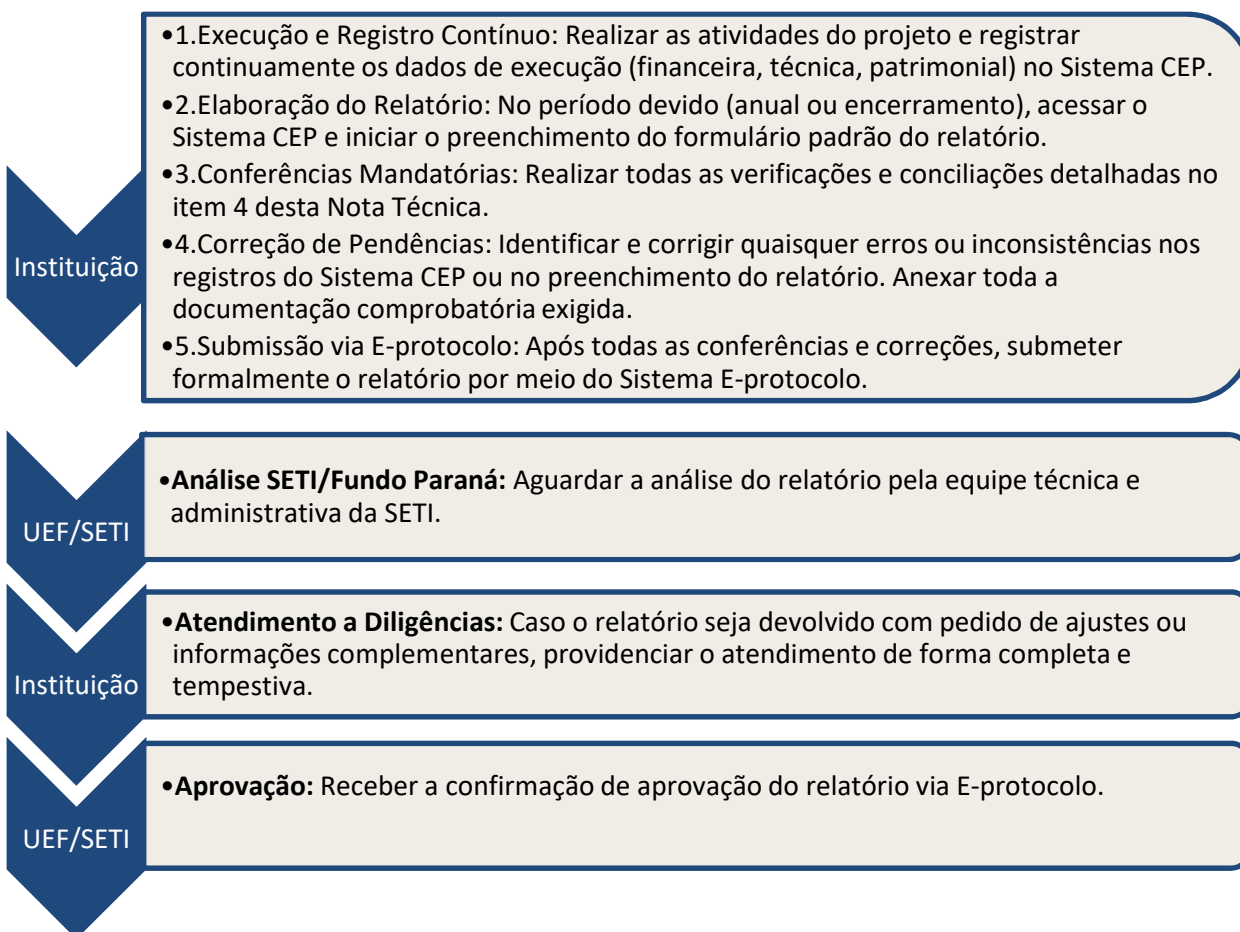 •1.Execução e Registro Contínuo: Realizar as atividades do projeto e registrar
continuamente os dados de execução (financeira, técnica, patrimonial) no Sistema CEP.
•2.Elaboração do Relatório: No período devido (anual ou encerramento), acessar o
Sistema CEP e iniciar o preenchimento do formulário padrão do relatório.
•3.Conferências Mandatórias: Realizar todas as verificações e conciliações detalhadas no
item 4 desta Nota Técnica.
•4.Correção de Pendências: Identificar e corrigir quaisquer erros ou inconsistências nos
registros do Sistema CEP ou no preenchimento do relatório. Anexar toda a
documentação comprobatória exigida.
•5.Submissão via E-protocolo: Após todas as conferências e correções, submeter
formalmente o relatório por meio do Sistema E-protocolo.
Instituição
•Análise SETI/Fundo Paraná: Aguardar a análise do relatório pela equipe técnica e
administrativa da SETI.
UEF/SETI
•Atendimento a Diligências: Caso o relatório seja devolvido com pedido de ajustes ou
informações complementares, providenciar o atendimento de forma completa e
tempestiva.
Instituição
•Aprovação: Receber a confirmação de aprovação do relatório via E-protocolo.
UEF/SETI